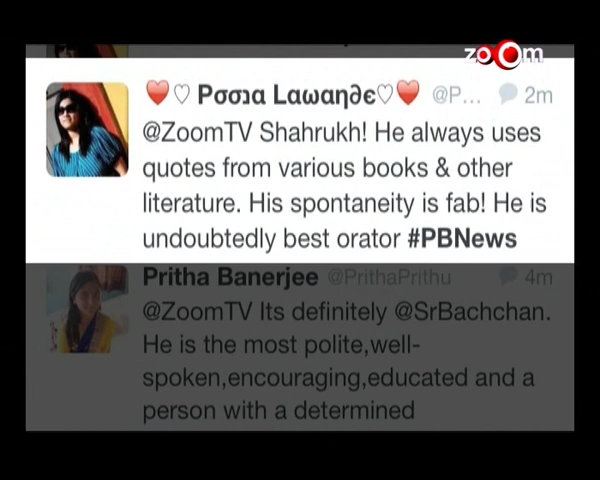 zoom
❤♡ Pσσנa Laωaη∂є♡❤ @P... 2m
@ZoomTV Shahrukh! He always uses
quotes from various books & other
literature. His spontaneity is fab! He is
undoubtedly best orator #PBNews
Pritha Banerjee @PrithaPrithu 4m
@ZoomTV Its definitely @SrBachchan.
He is the most polite,well-
spoken,encouraging,educated and a
person with a determined